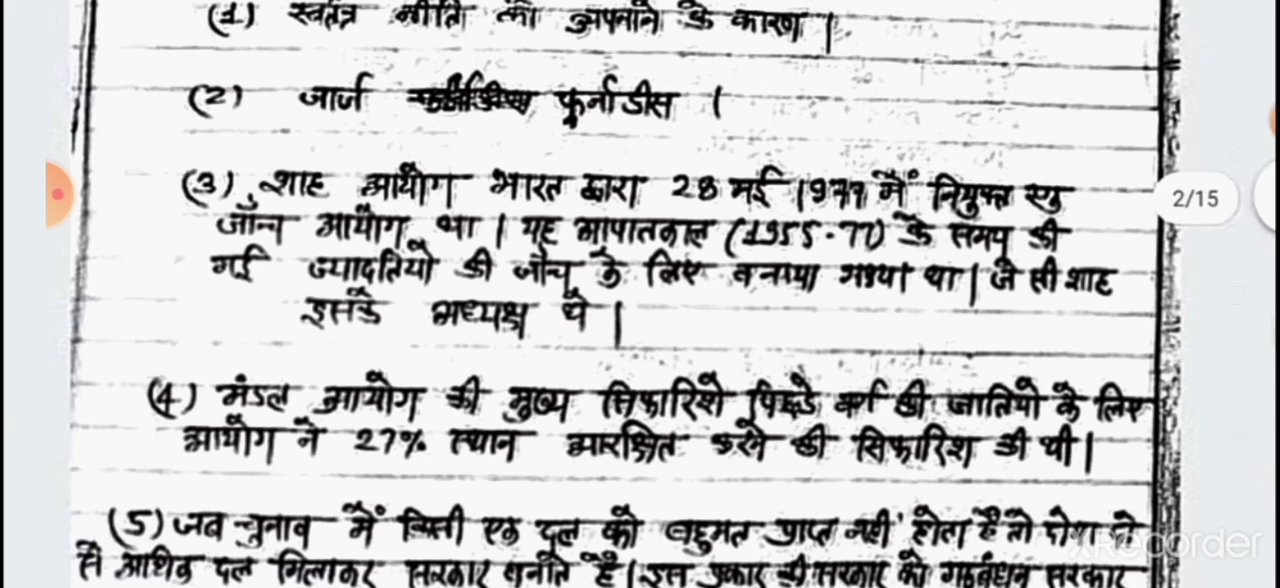 (1) स्वतंत्र नीति को अपनाने के कारण |
(2) जार्ज फर्नाडीस |
(3) शाह आयोग भारत द्वारा 28 मई 1977 में नियुक्त
जाँच आयोग था | यह आपातकाल (1955-77) के समय की
गई ज्यादतियो की जाँच के लिए बनाया गया था | जे सी शाह
इसके अध्यक्ष थे |
(4) मंडल आयोग की मुख्य सिफारिशे पिछडे वर्ग की जातियो के लिए
आयोग ने 27% स्थान आरक्षित करने की सिफारिश की थी |
(5) जब चुनाव में किसी एक दल को बहुमत प्राप्त नहीं होता है तो
से अधिक दल मिलाकर सरकार बनाते है | इस प्रकार की सरकार को गठबंधन सरकार
2/15
XRecorder